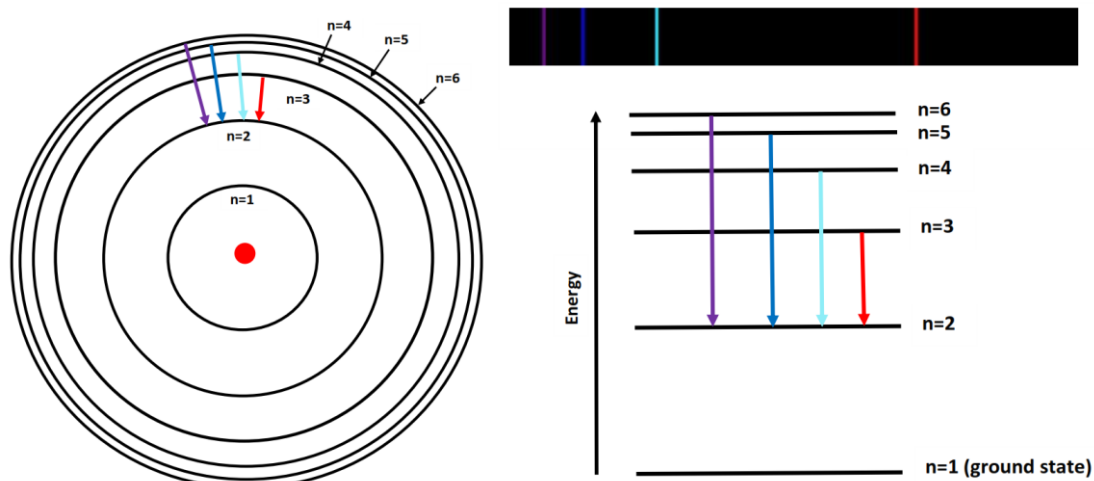 n=4
n=5
n=6
n=3
n=2
n=1
n=6
n=5
n=4
n=3
n=2
n=1 (ground state)
Energy